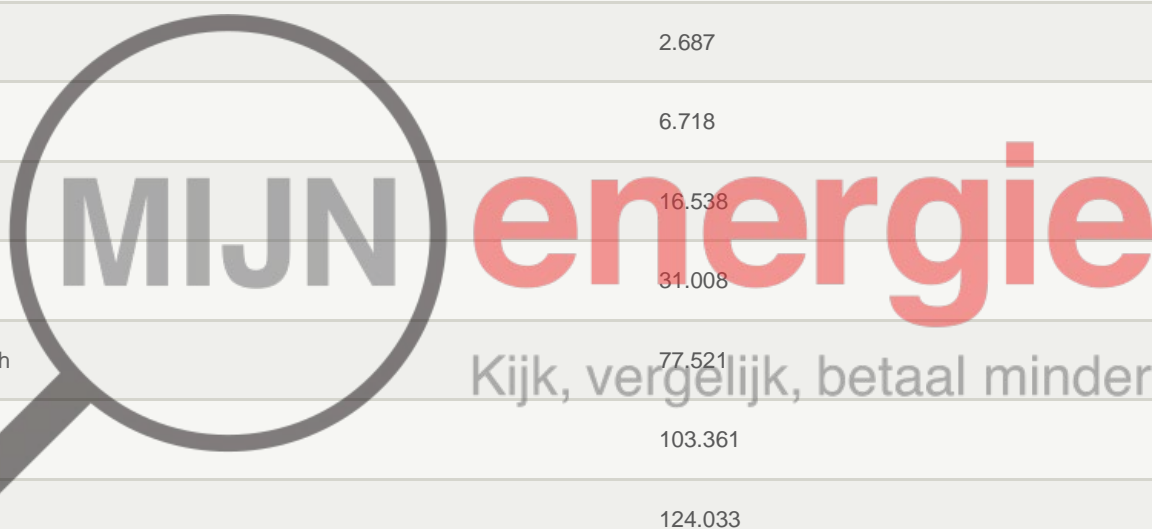 2.687
6.718
MIJN energie
16.538
31.008
h
77.521
Kijk, vergelijk, betaal minder
103.361
124.033